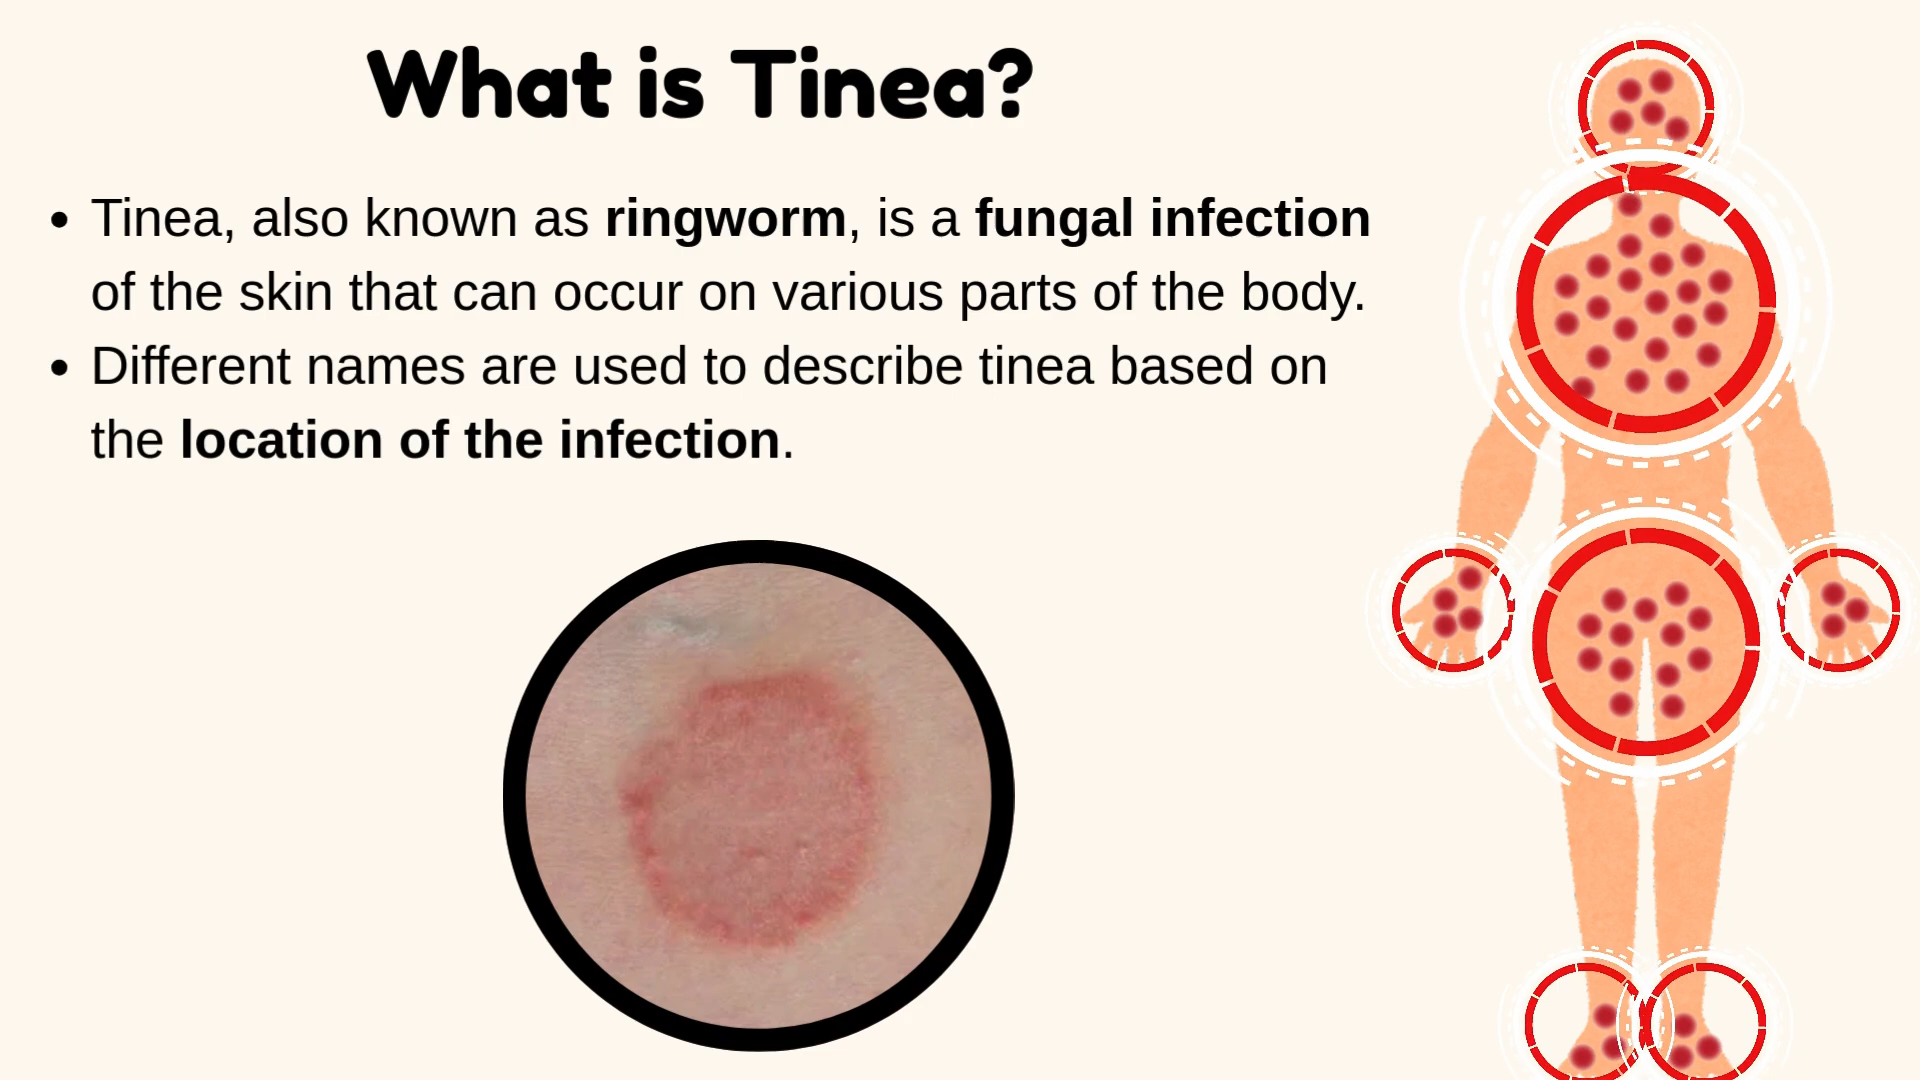 What is Tinea?
• Tinea, also known as ringworm, is a fungal infection
of the skin that can occur on various parts of the body.
• Different names are used to describe tinea based on
the location of the infection.